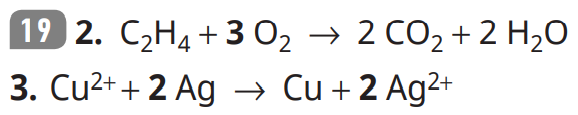 19 2. C₂H₄ + 3 O₂ → 2 CO₂ + 2 H₂O
3. Cu²⁺ + 2 Ag → Cu + 2 Ag²⁺